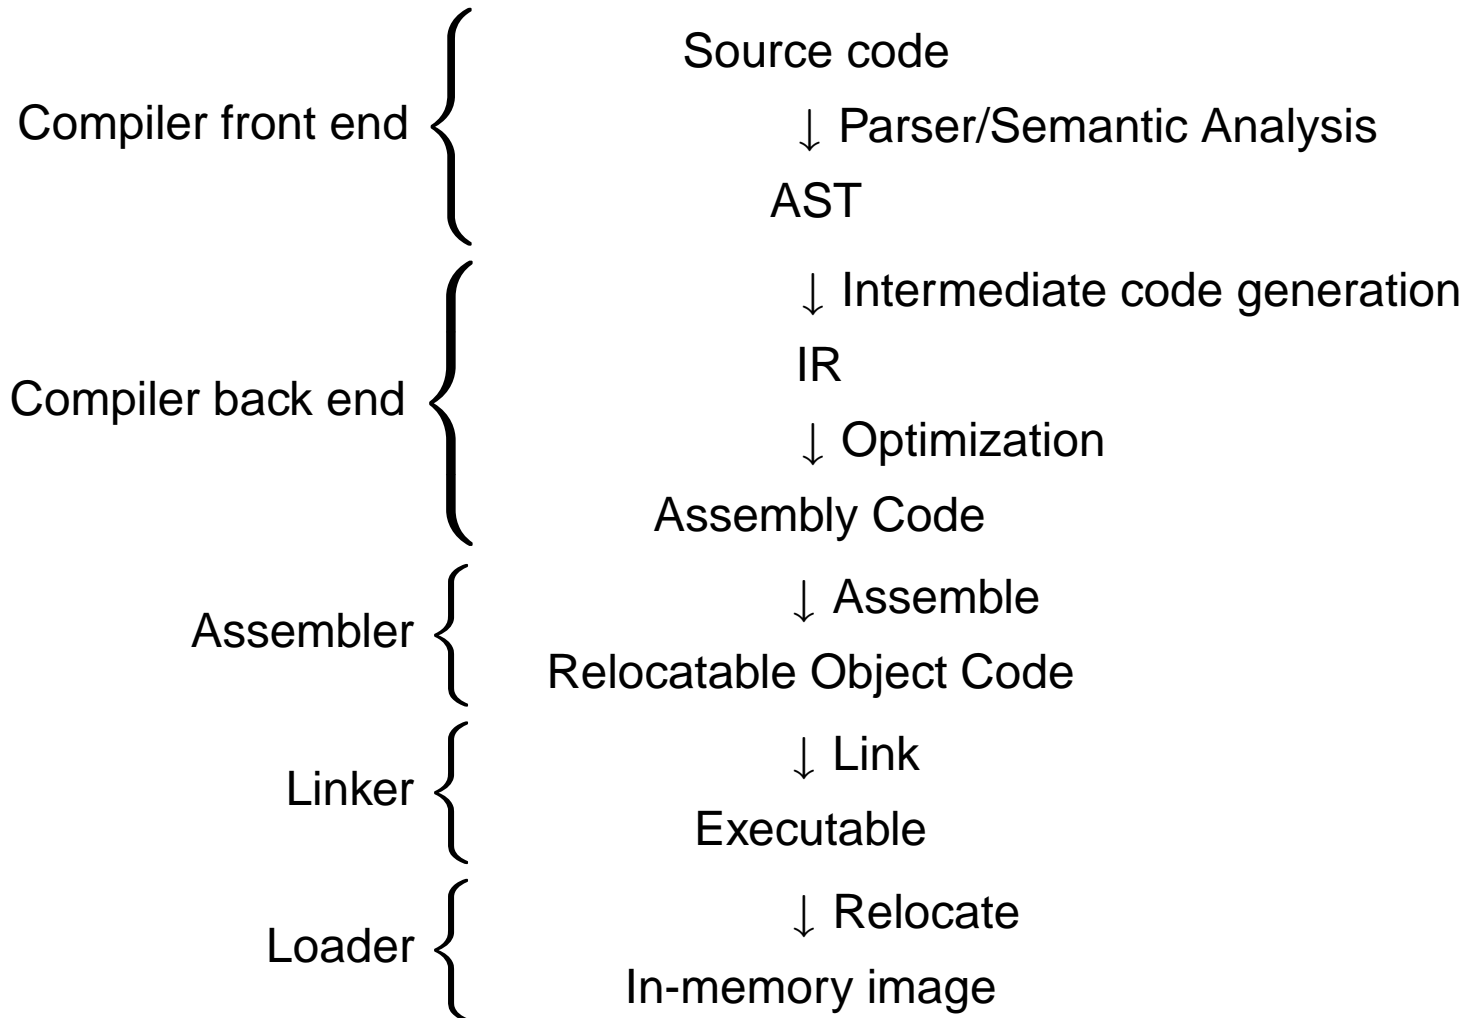 Source code
Compiler front end
↓ Parser/Semantic Analysis
AST
↓ Intermediate code generation
IR
Compiler back end
↓ Optimization
Assembly Code
↓ Assemble
Assembler
Relocatable Object Code
↓ Link
Linker
Executable
↓ Relocate
Loader
In-memory image